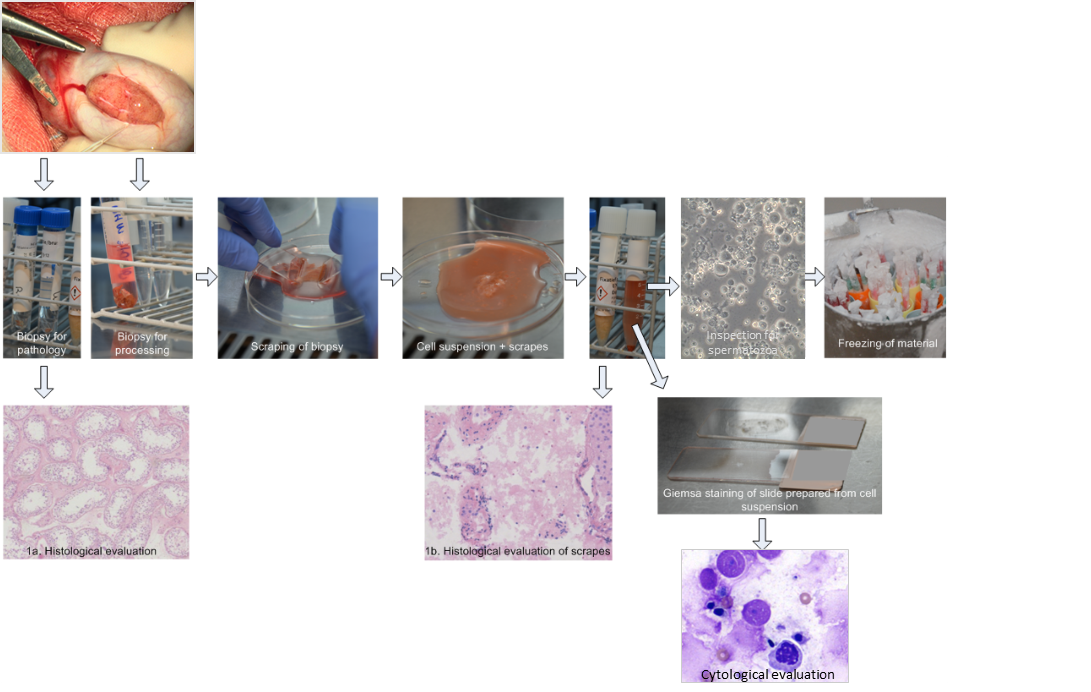 Biopsy for
pathology
Biopsy for
processing
Scraping of biopsy
Cell suspension + scrapes
Inspection for
spermatozoa
Freezing of material
1a. Histological evaluation
1b. Histological evaluation of scrapes
Giemsa staining of slide prepared from cell
suspension
Cytological evaluation